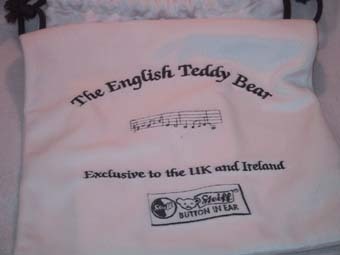 The English Teddy Bear
Exclusive to the UK and Ireland
Steiff
BUTTON IN EAR